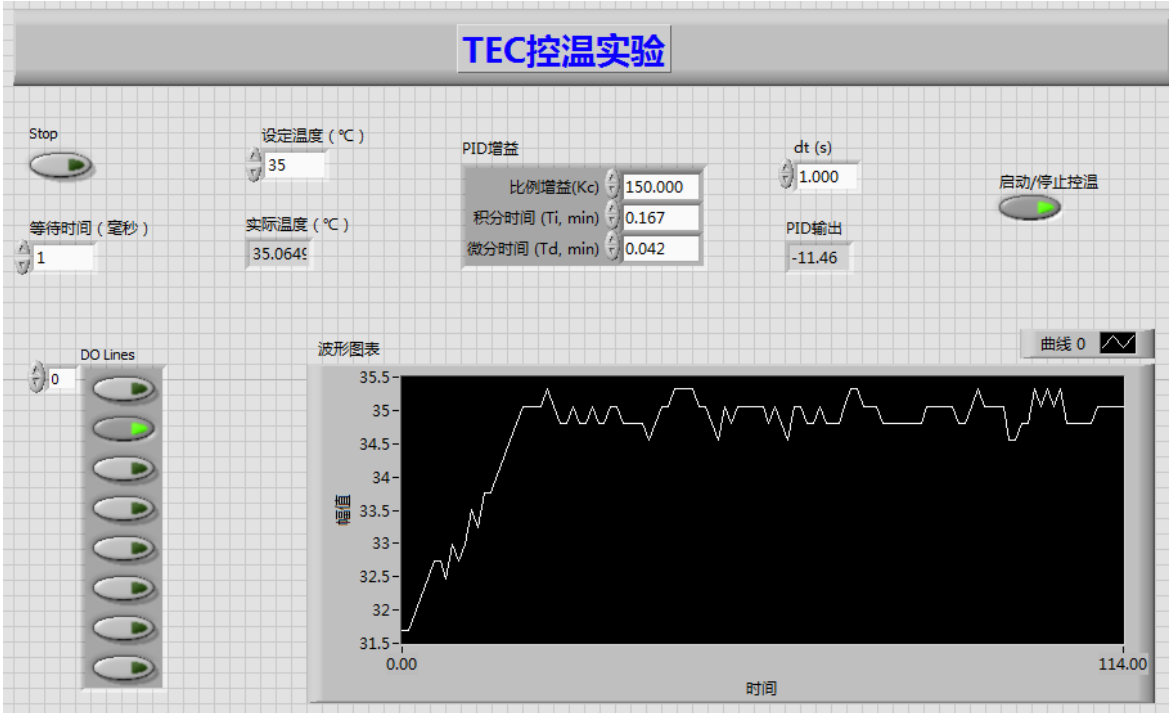 TEC控温实验
Stop
设定温度（℃）
35
PID增益
比例增益(Kc) 150.000
积分时间 (Ti, min) 0.167
微分时间 (Td, min) 0.042
dt (s)
1.000
启动/停止控温
等待时间（毫秒）
1
实际温度（℃）
35.0649
PID输出
-11.46
DO Lines
0
波形图表
曲线 0
35.5
35
34.5
34
33.5
33
32.5
32
31.5
幅值
0.00 114.00
时间